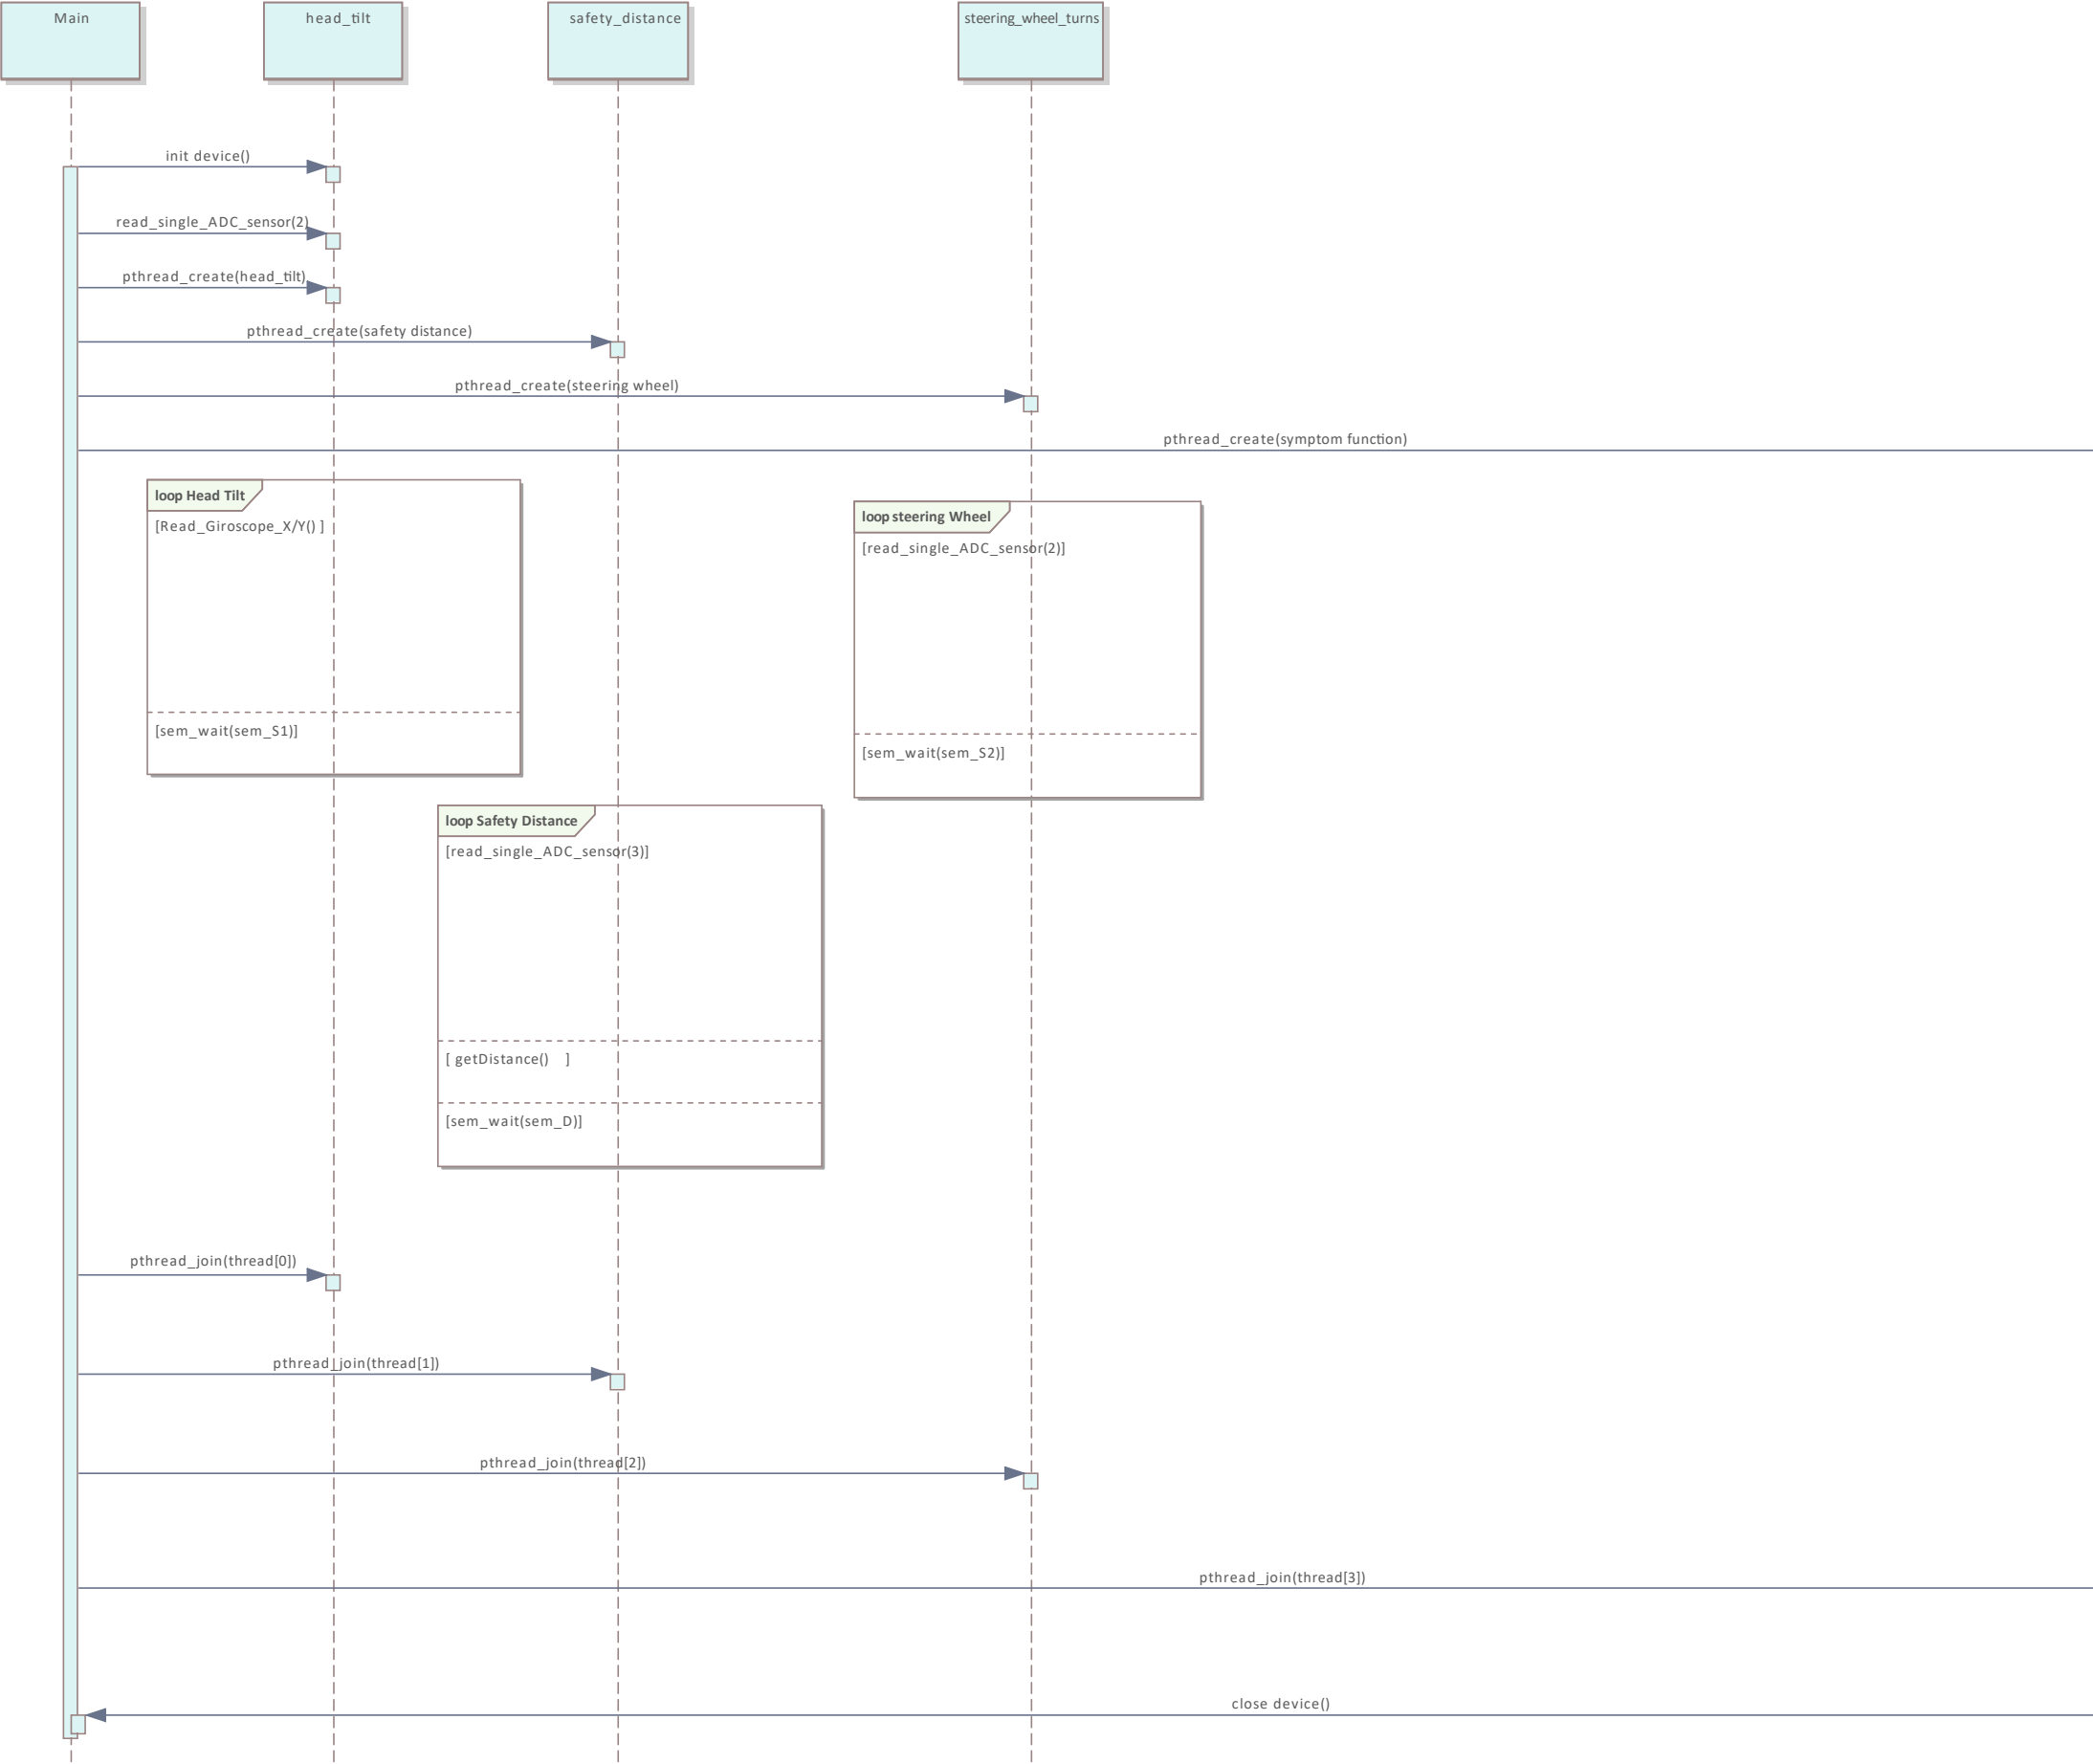 Main
head_tilt
safety_distance
steering_wheel_turns
init device()
read_single_ADC_sensor(2)
pthread_create(head_tilt)
pthread_create(safety distance)
pthread_create(steering wheel)
pthread_create(symptom function)
loop Head Tilt
[Read_Giroscope_X/Y() ]
[sem_wait(sem_S1)]
loop steering Wheel
[read_single_ADC_sensor(2)]
[sem_wait(sem_S2)]
loop Safety Distance
[read_single_ADC_sensor(3)]
[ getDistance() ]
[sem_wait(sem_D)]
pthread_join(thread[0])
pthread_join(thread[1])
pthread_join(thread[2])
pthread_join(thread[3])
close device()